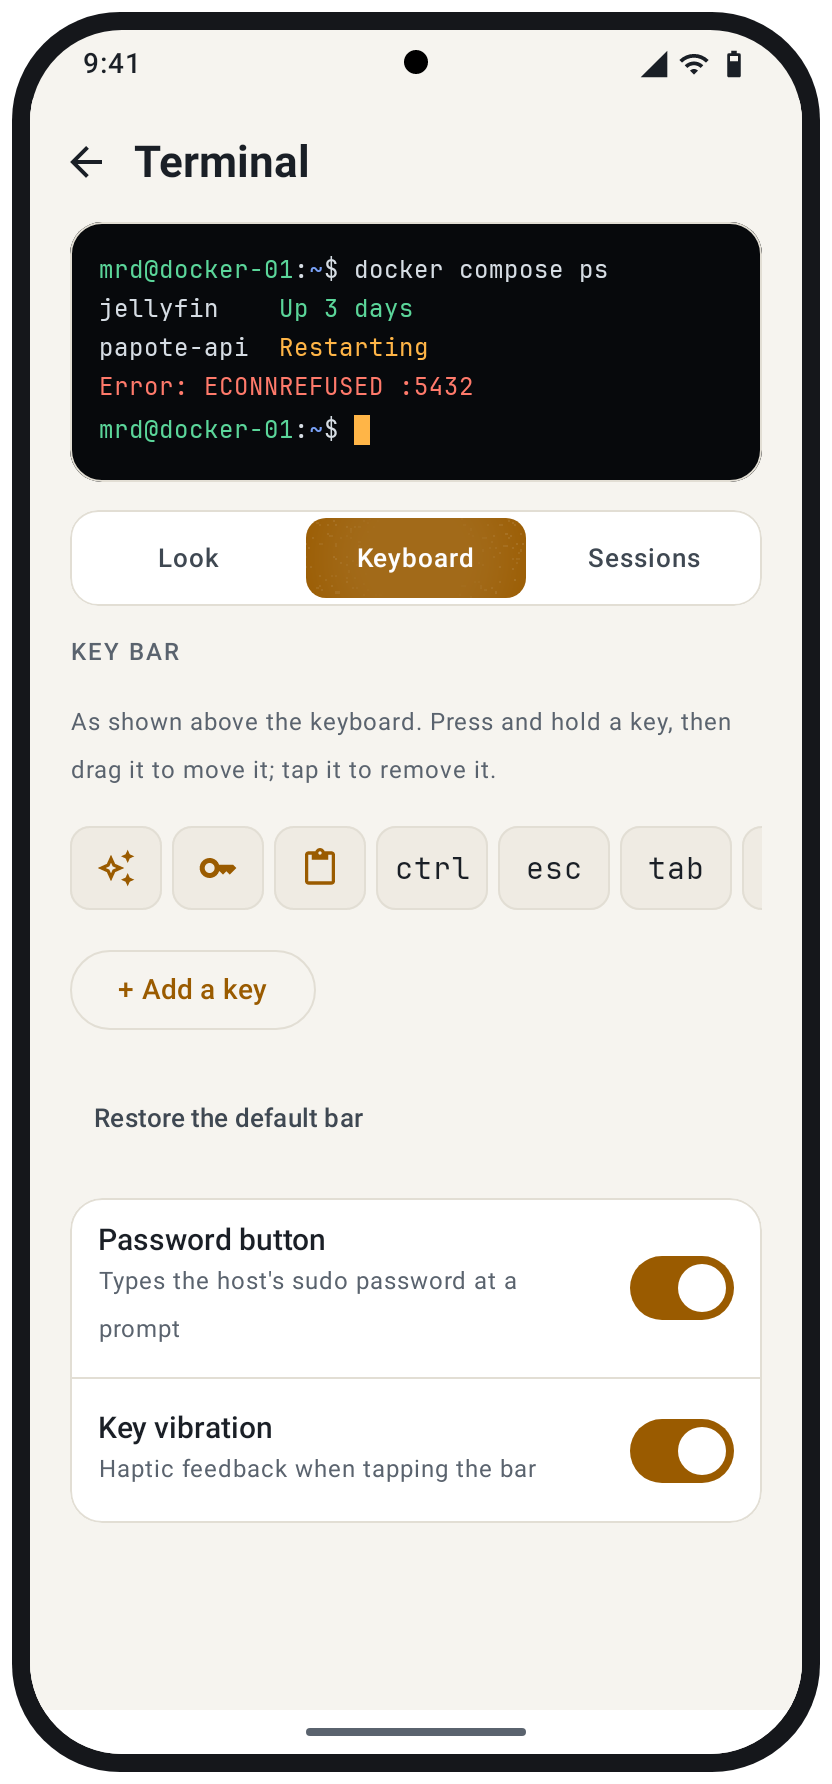 9:41
Terminal
mrd@docker-01:~$ docker compose ps
jellyfin    Up 3 days
papote-api  Restarting
Error: ECONNREFUSED :5432
mrd@docker-01:~$
Look
Keyboard
Sessions
KEY BAR
As shown above the keyboard. Press and hold a key, then
drag it to move it; tap it to remove it.
ctrl
esc
tab
+ Add a key
Restore the default bar
Password button
Types the host's sudo password at a
prompt
Key vibration
Haptic feedback when tapping the bar